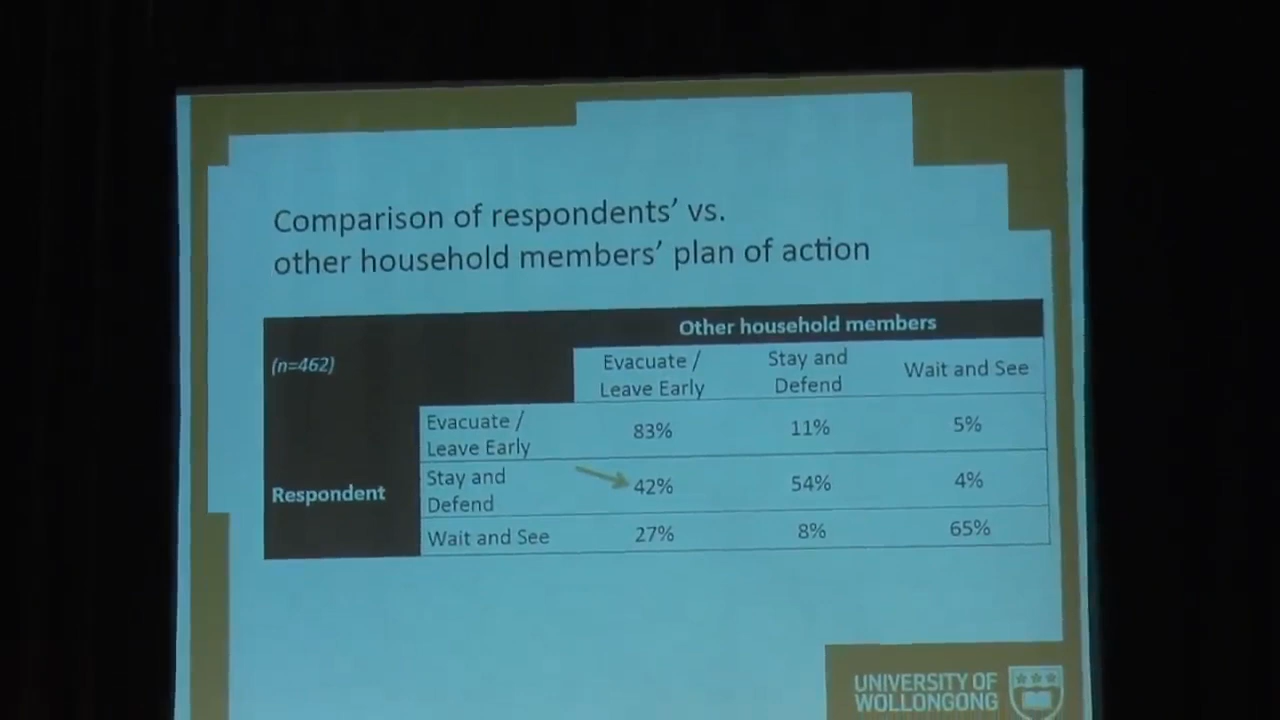 Comparison of respondents’ vs.
other household members’ plan of action
Other household members
(n=462)
Evacuate /
Leave Early
Stay and
Defend
Wait and See
Respondent
Evacuate /
Leave Early
83%
11%
5%
Stay and
Defend
42%
54%
4%
Wait and See
27%
8%
65%
UNIVERSITY OF
WOLLONGONG